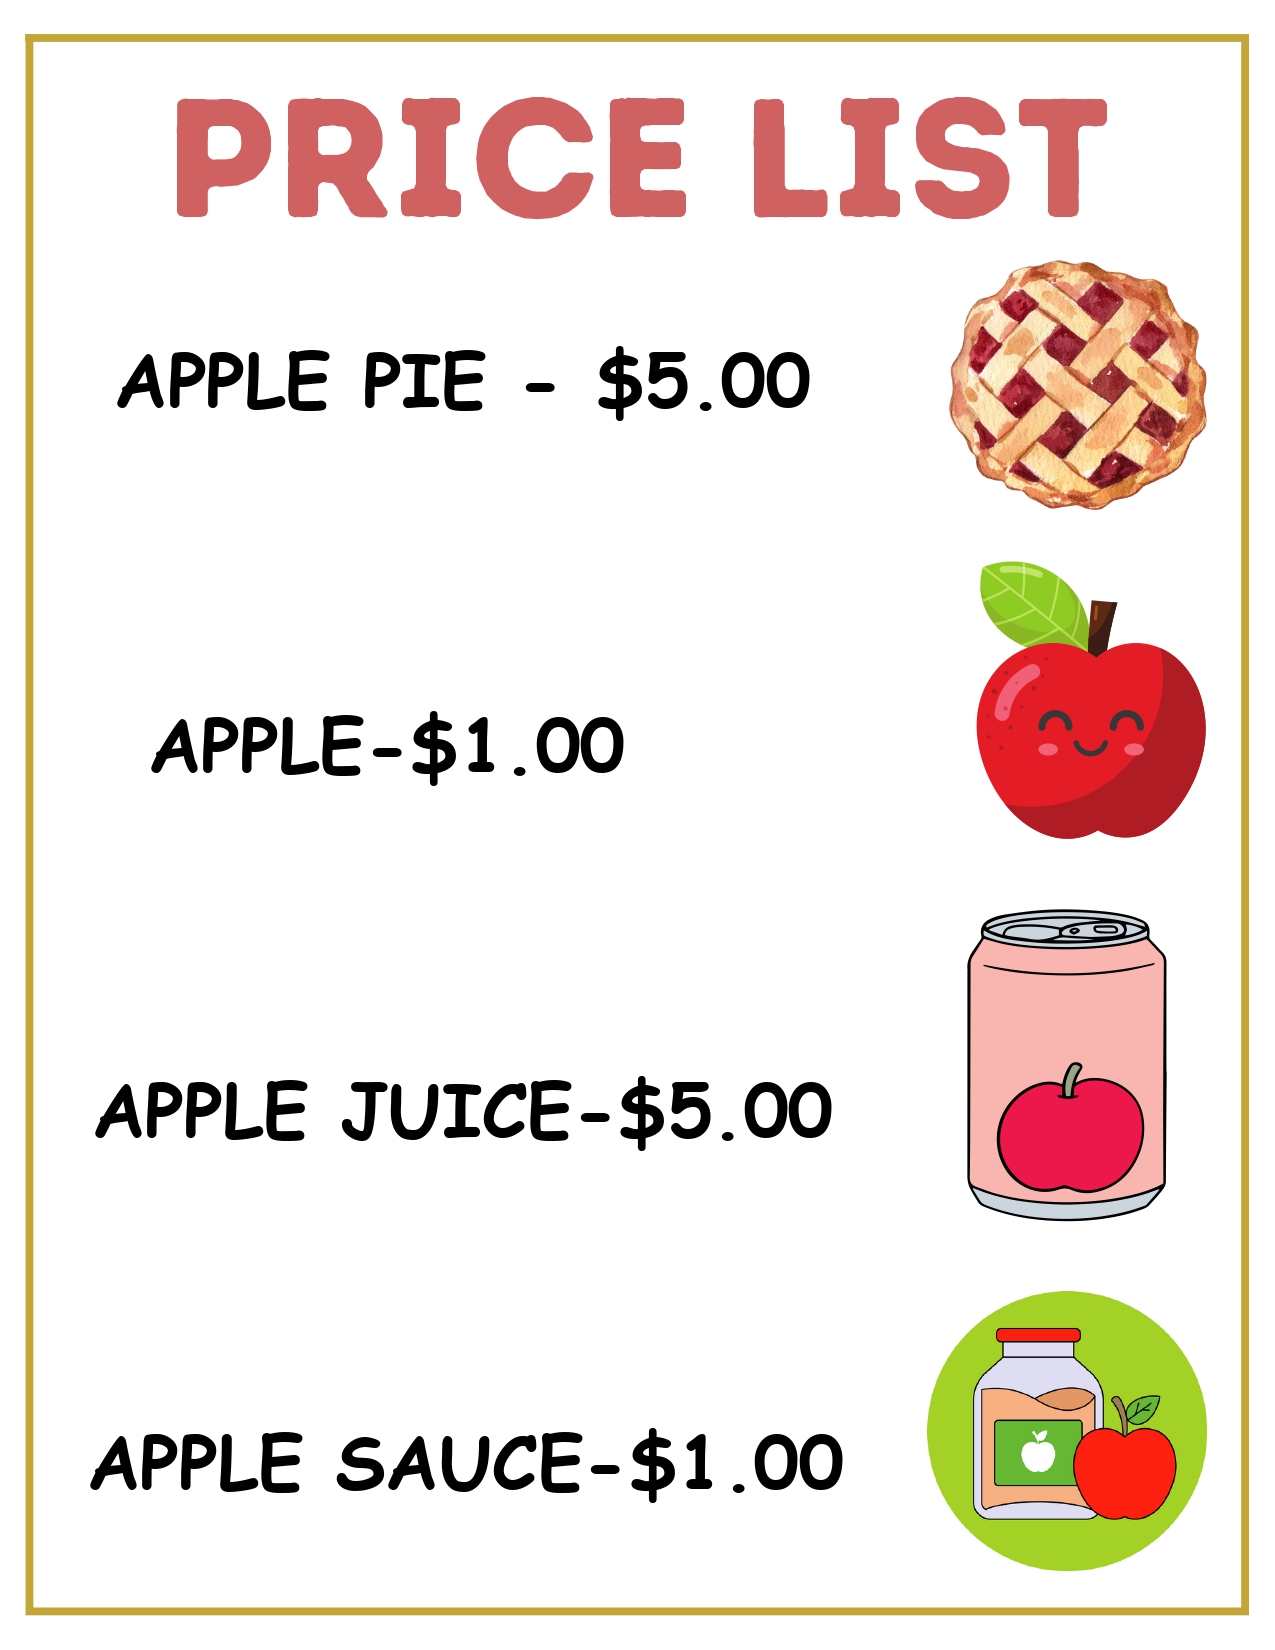 PRICE LIST
APPLE PIE - $5.00
APPLE-$1.00
APPLE JUICE-$5.00
APPLE SAUCE-$1.00